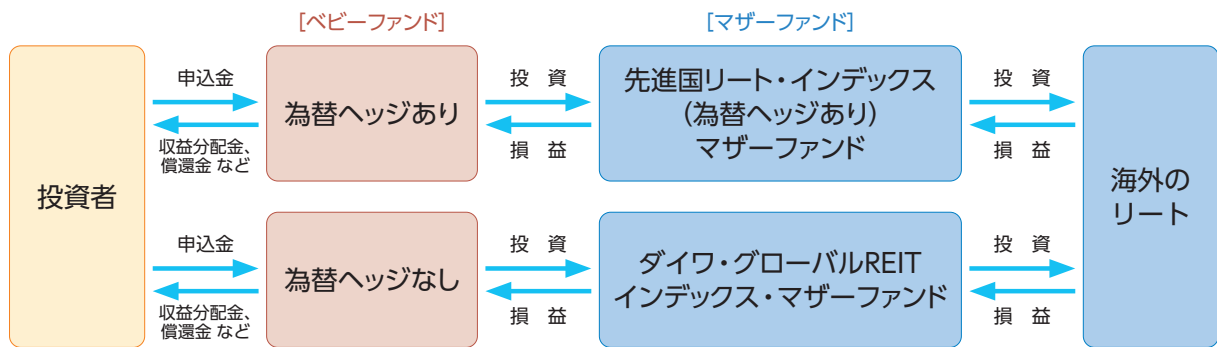 [ベビーファンド]
[マザーファンド]
投資者
申込金
収益分配金、
償還金 など
為替ヘッジあり
投 資
損 益
先進国リート・インデックス
(為替ヘッジあり)
マザーファンド
投 資
損 益
海外の
リート
申込金
収益分配金、
償還金 など
為替ヘッジなし
投 資
損 益
ダイワ・グローバルREIT
インデックス・マザーファンド
投 資
損 益